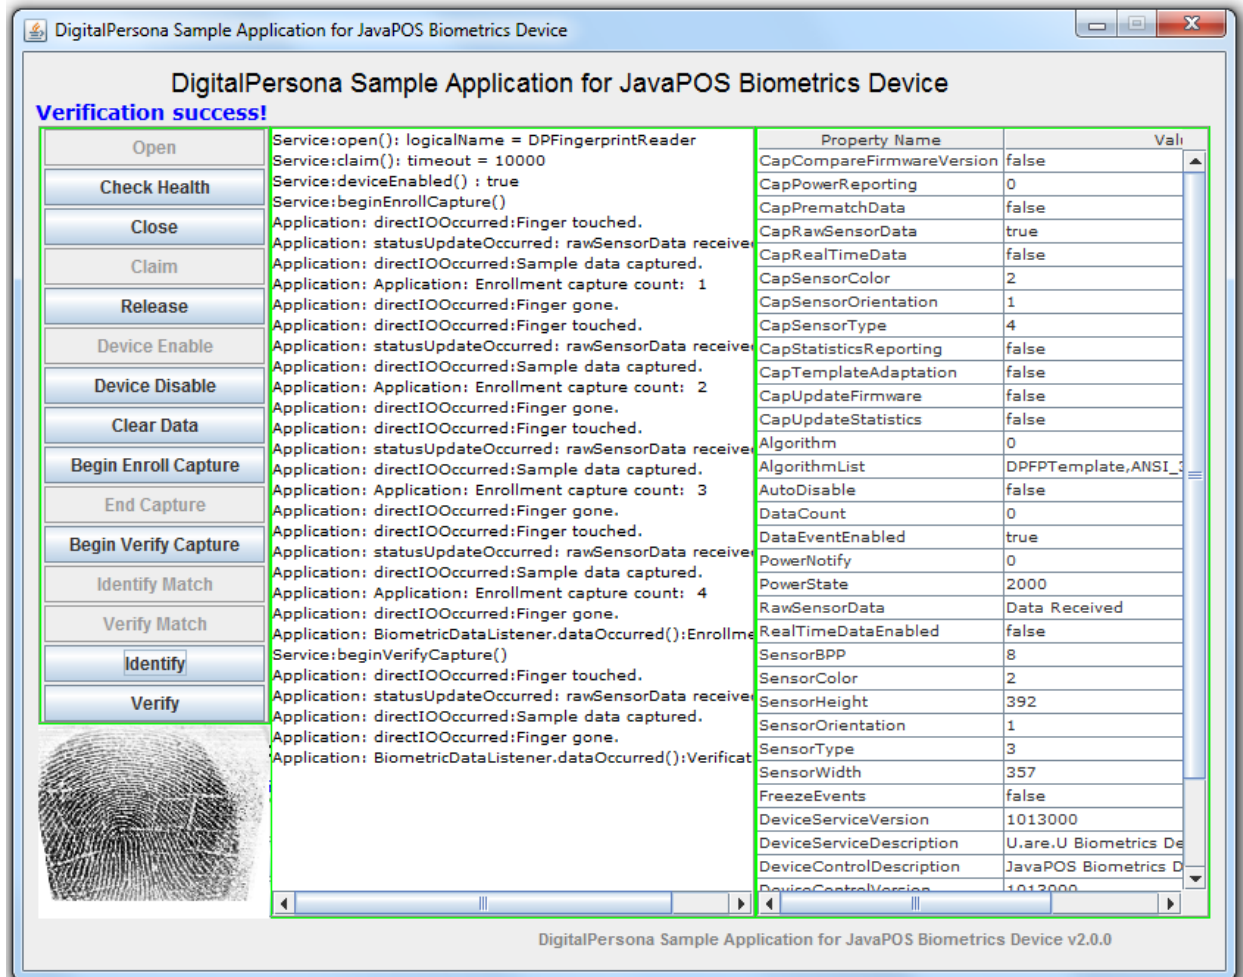 DigitalPersona Sample Application for JavaPOS Biometrics Device
DigitalPersona Sample Application for JavaPOS Biometrics Device
Verification success!
Open
Check Health
Close
Claim
Release
Device Enable
Device Disable
Clear Data
Begin Enroll Capture
End Capture
Begin Verify Capture
Identify Match
Verify Match
Identify
Verify
Service:open(): logicalName = DPFingerprintReader
Service:claim(): timeout = 10000
Service:deviceEnabled() : true
Service:beginEnrollCapture()
Application: directIOOccurred:Finger touched.
Application: statusUpdateOccurred: rawSensorData received
Application: directIOOccurred:Sample data captured.
Application: Application: Enrollment capture count: 1
Application: directIOOccurred:Finger gone.
Application: directIOOccurred:Finger touched.
Application: statusUpdateOccurred: rawSensorData received
Application: directIOOccurred:Sample data captured.
Application: Application: Enrollment capture count: 2
Application: directIOOccurred:Finger gone.
Application: directIOOccurred:Finger touched.
Application: statusUpdateOccurred: rawSensorData received
Application: directIOOccurred:Sample data captured.
Application: Application: Enrollment capture count: 3
Application: directIOOccurred:Finger gone.
Application: directIOOccurred:Finger touched.
Application: statusUpdateOccurred: rawSensorData received
Application: directIOOccurred:Sample data captured.
Application: Application: Enrollment capture count: 4
Application: directIOOccurred:Finger gone.
Application: BiometricDataListener.dataOccurred():Enrollme
Service:beginVerifyCapture()
Application: directIOOccurred:Finger touched.
Application: statusUpdateOccurred: rawSensorData received
Application: directIOOccurred:Sample data captured.
Application: directIOOccurred:Finger gone.
Application: BiometricDataListener.dataOccurred():Verificat
Property Name Valu
CapCompareFirmwareVersion false
CapPowerReporting 0
CapPrematchData false
CapRawSensorData true
CapRealTimeData false
CapSensorColor 2
CapSensorOrientation 1
CapSensorType 4
CapStatisticsReporting false
CapTemplateAdaptation false
CapUpdateFirmware false
CapUpdateStatistics false
Algorithm 0
AlgorithmList DPFPTemplate,ANSI_3
AutoDisable false
DataCount 0
DataEventEnabled true
PowerNotify 0
PowerState 2000
RawSensorData Data Received
RealTimeDataEnabled false
SensorBPP 8
SensorColor 2
SensorHeight 392
SensorOrientation 1
SensorType 3
SensorWidth 357
FreezeEvents false
DeviceServiceVersion 1013000
DeviceServiceDescription U.are.U Biometrics De
DeviceControlDescription JavaPOS Biometrics D
DeviceControlVersion 1013000
DigitalPersona Sample Application for JavaPOS Biometrics Device v2.0.0